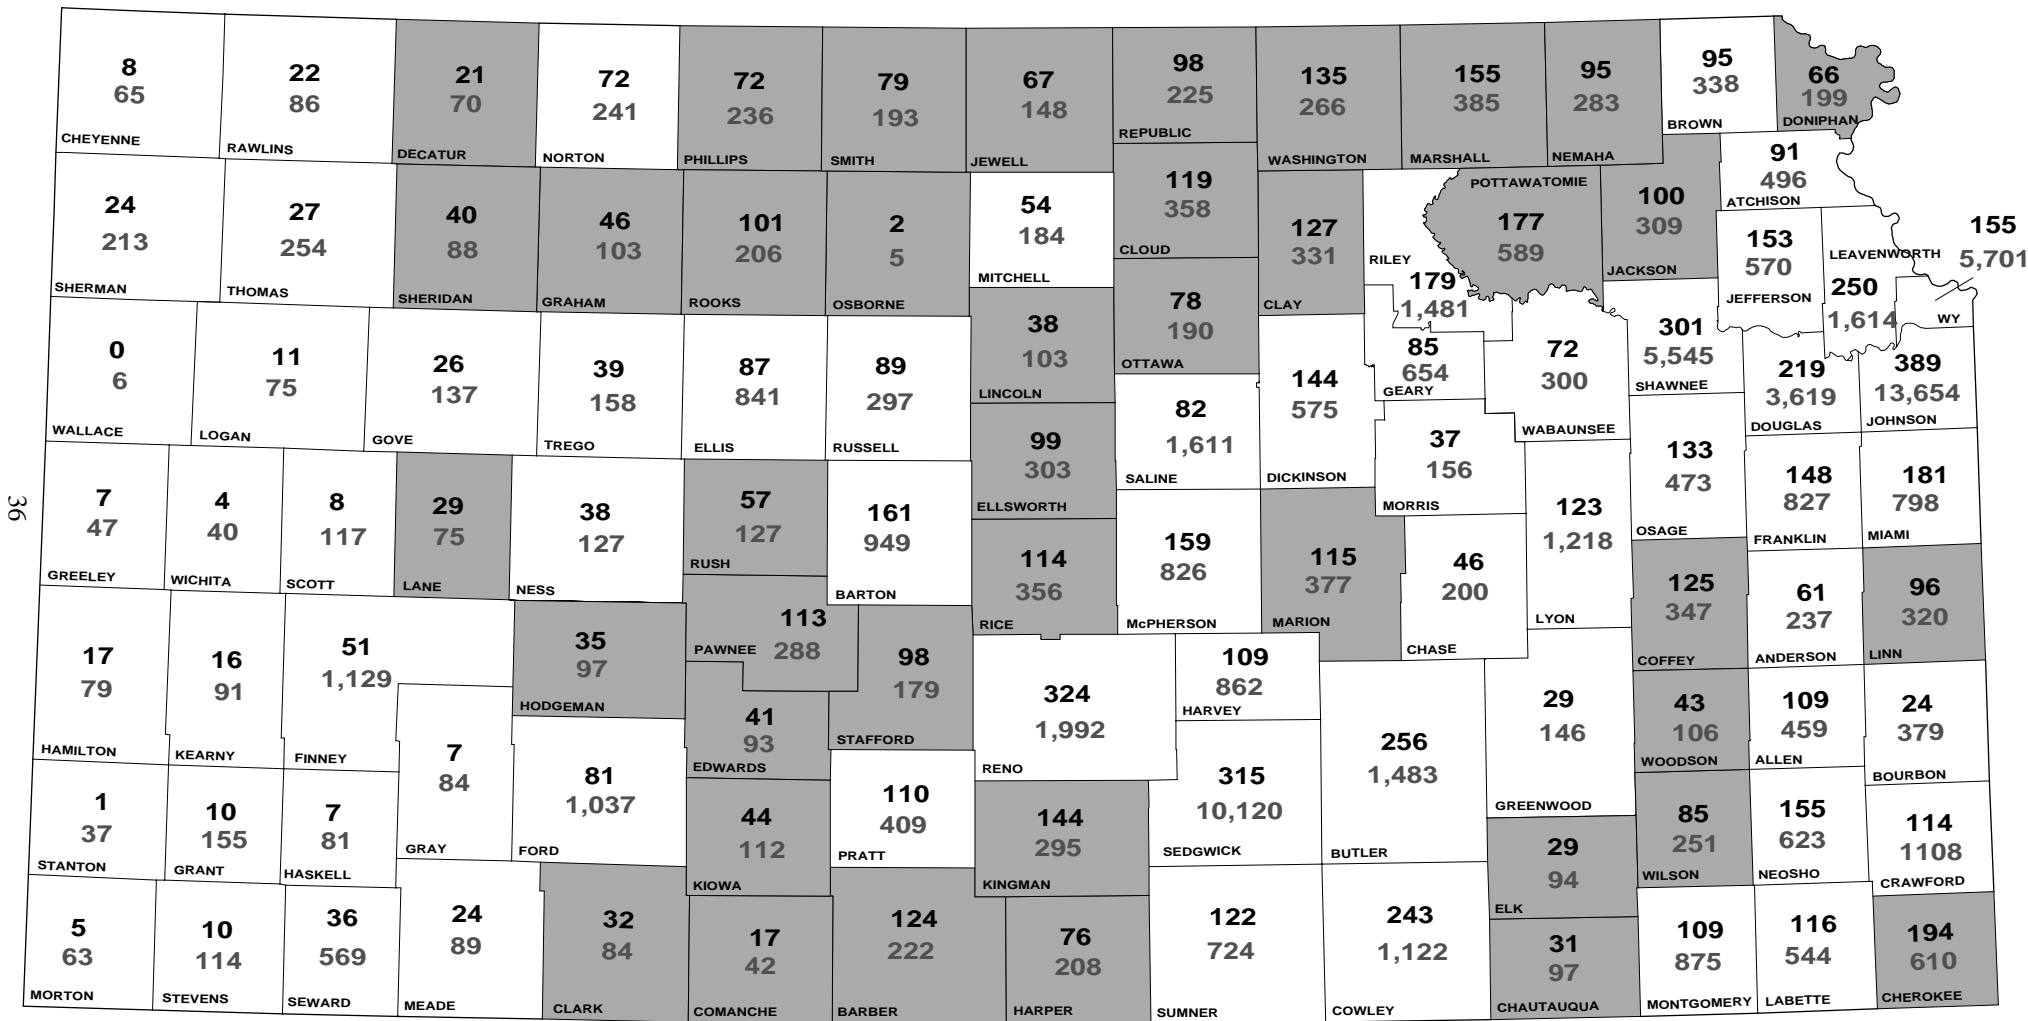 8
65
CHEYENNE
22
86
RAWLINS
21
70
DECATUR
72
241
NORTON
72
236
PHILLIPS
79
193
SMITH
67
148
JEWELL
98
225
REPUBLIC
135
266
WASHINGTON
155
385
MARSHALL
95
283
NEMAHA
95
338
BROWN
66
199
DONIPHAN
24
213
SHERMAN
27
254
THOMAS
40
88
SHERIDAN
46
103
GRAHAM
101
206
ROOKS
2
5
OSBORNE
54
184
MITCHELL
119
358
CLOUD
127
331
CLAY
RILEY
179
1,481
POTTAWATOMIE
177
589
100
309
JACKSON
91
496
ATCHISON
153
570
JEFFERSON
LEAVENWORTH
250
1,614
155
5,701
WY
0
6
WALLACE
11
75
LOGAN
26
137
GOVE
39
158
TREGO
87
841
ELLIS
89
297
RUSSELL
38
103
LINCOLN
78
190
OTTAWA
82
1,611
SALINE
144
575
DICKINSON
85
654
GEARY
72
300
WABAUNSEE
301
5,545
SHAWNEE
219
3,619
DOUGLAS
389
13,654
JOHNSON
36
7
47
GREELEY
4
40
WICHITA
8
117
SCOTT
29
75
LANE
38
127
NESS
57
127
RUSH
161
949
BARTON
99
303
ELLSWORTH
114
356
RICE
159
826
McPHERSON
115
377
MARION
37
156
MORRIS
46
200
CHASE
123
1,218
LYON
133
473
OSAGE
148
827
FRANKLIN
181
798
MIAMI
125
347
COFFEY
61
237
ANDERSON
96
320
LINN
17
79
HAMILTON
16
91
KEARNY
51
1,129
FINNEY
35
97
HODGEMAN
113
PAWNEE 288
98
179
STAFFORD
41
93
EDWARDS
324
1,992
RENO
109
862
HARVEY
256
1,483
BUTLER
29
146
GREENWOOD
43
106
WOODSON
109
459
ALLEN
24
379
BOURBON
1
37
STANTON
10
155
GRANT
7
81
HASKELL
7
84
GRAY
81
1,037
FORD
44
112
KIOWA
110
409
PRATT
144
295
KINGMAN
315
10,120
SEDGWICK
29
94
ELK
85
251
WILSON
155
623
NEOSHO
114
1108
CRAWFORD
5
63
MORTON
10
114
STEVENS
36
569
SEWARD
24
89
MEADE
32
84
CLARK
17
42
COMANCHE
124
222
BARBER
76
208
HARPER
122
724
SUMNER
243
1,122
COWLEY
31
97
CHAUTAUQUA
109
875
MONTGOMERY
116
544
LABETTE
194
610
CHEROKEE